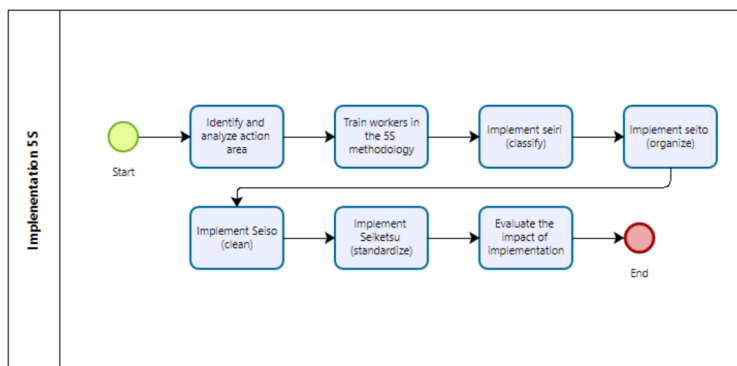 Implenentation 5S
Start
Identify and
analyze action
area
Train workers in
the 5S
methodology
Implement seiri
(classify)
Implement seito
(organize)
Implement Seiso
(clean)
Implement
Seiketsu
(standardize)
Evaluate the
impact of
implementation
End